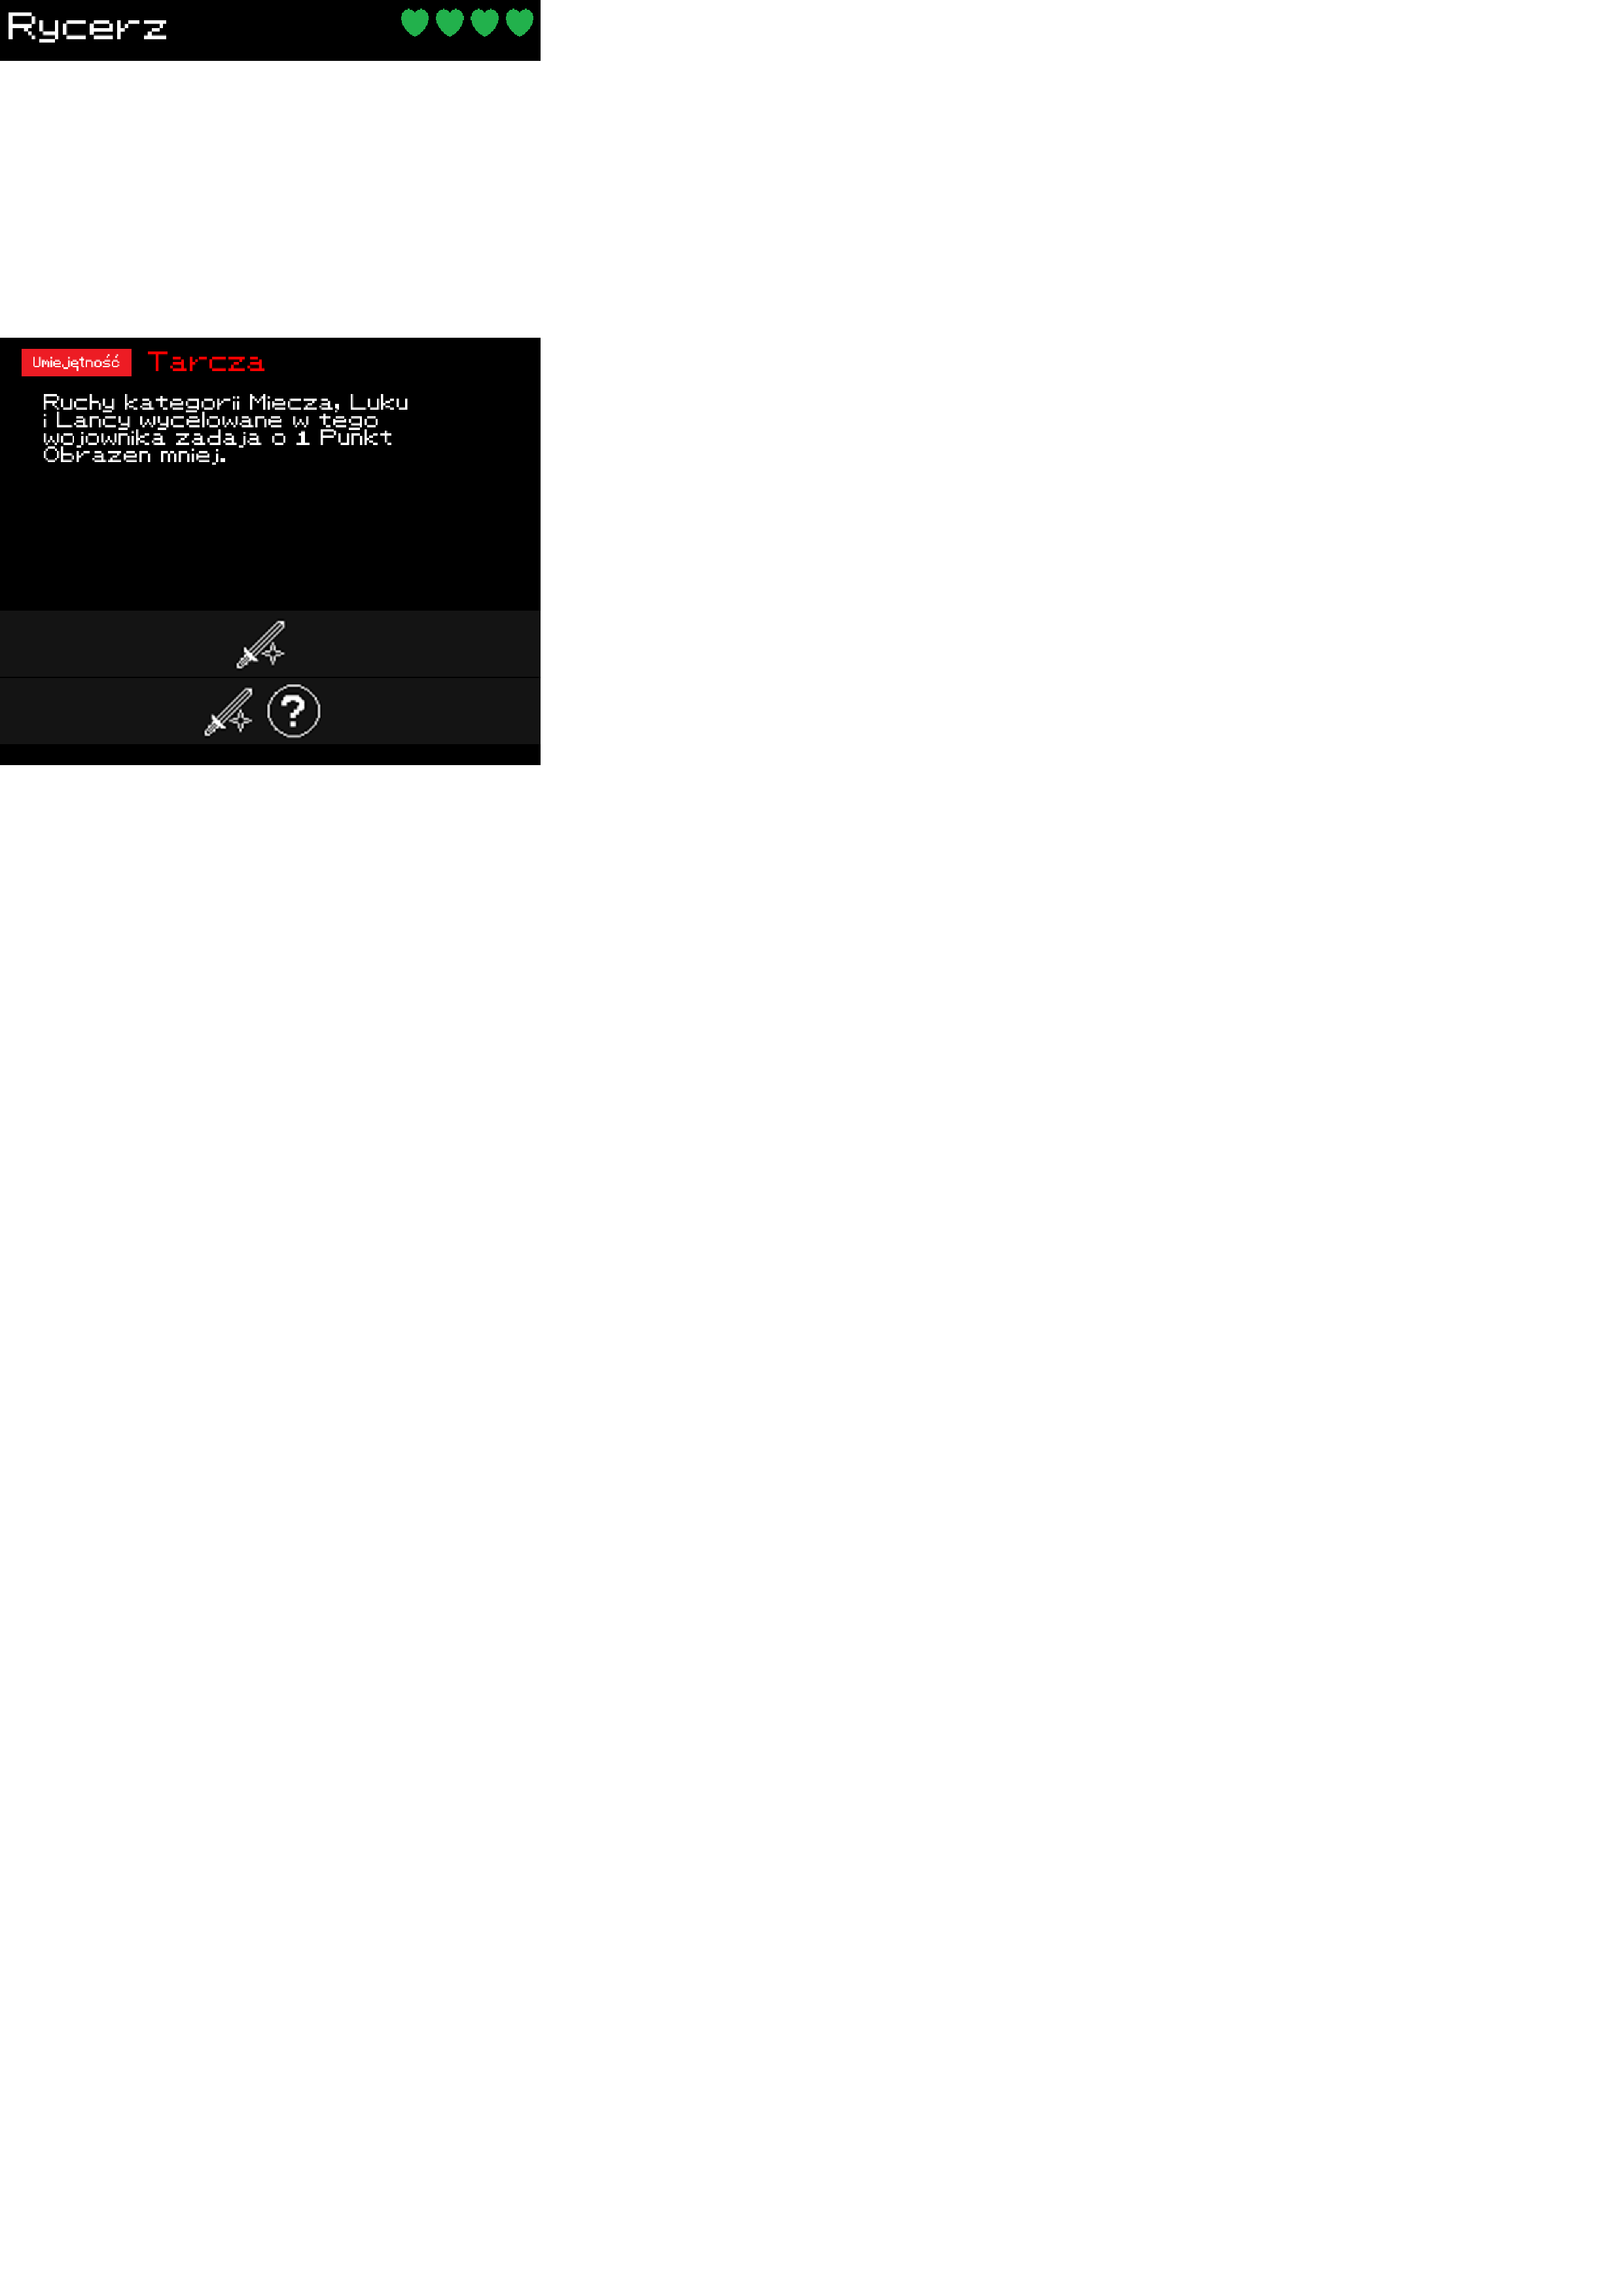 Rycerz
Umiejętność Tarcza
Ruchy kategorii Miecza, Luku
i Lancy wycelowane w tego
wojownika zadaja o 1 Punkt
Obrazen mniej.
?